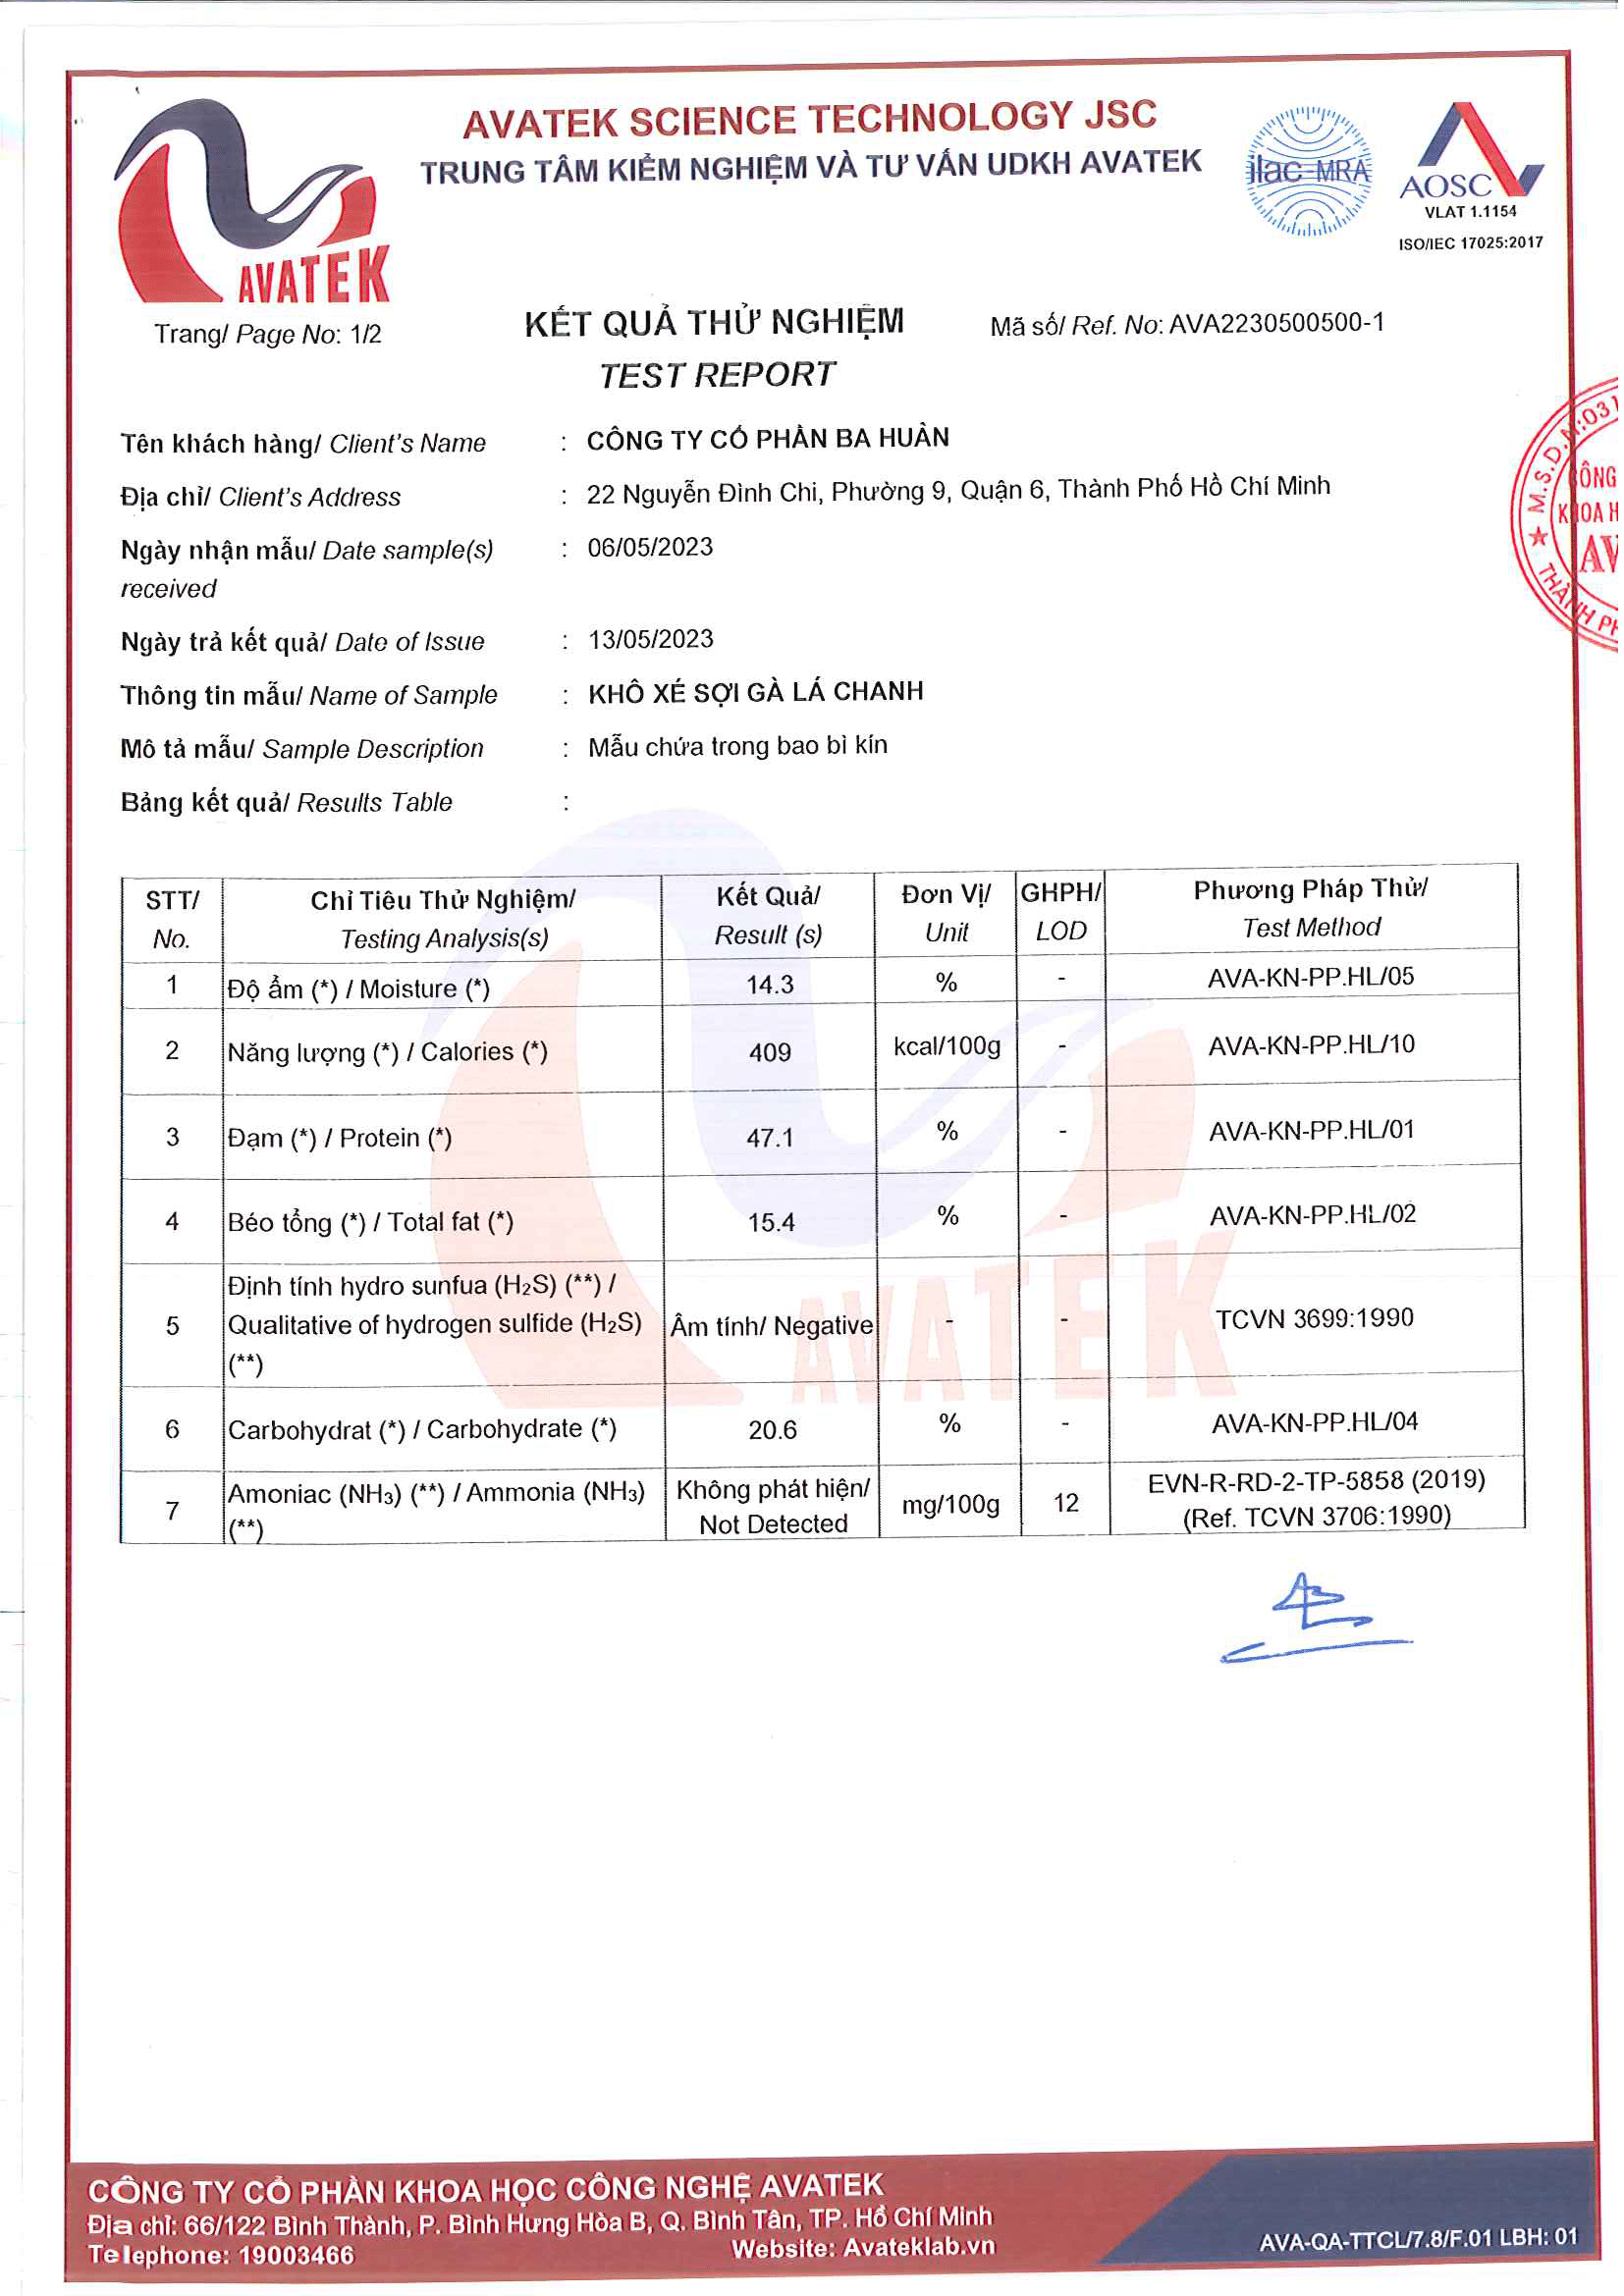 AVATEK SCIENCE TECHNOLOGY JSC
TRUNG TÂM KIỂM NGHIỆM VÀ TƯ VẤN UDKH AVATEK
AVATEK
ilac-MRA
AOSC
VLAT 1.1154
ISO/IEC 17025:2017
Trang/ Page No: 1/2
KẾT QUẢ THỬ NGHIỆM
TEST REPORT
Mã số/ Ref. No: AVA2230500500-1
Tên khách hàng/ Client's Name : CÔNG TY CỔ PHẦN BA HUÂN
Địa chỉ/ Client's Address : 22 Nguyễn Đình Chi, Phường 9, Quận 6, Thành Phố Hồ Chí Minh
Ngày nhận mẫu/ Date sample(s) received : 06/05/2023
Ngày trả kết quả/ Date of Issue : 13/05/2023
Thông tin mẫu/ Name of Sample : KHÔ XÉ SỢI GÀ LÁ CHANH
Mô tả mẫu/ Sample Description : Mẫu chứa trong bao bì kín
Bảng kết quả/ Results Table :
STT/ No. Chỉ Tiêu Thử Nghiệm/ Testing Analysis(s) Kết Quả/ Result (s) Đơn Vị/ Unit GHPH/ LOD Phương Pháp Thử/ Test Method
1 Độ ẩm (*) / Moisture (*) 14.3 % - AVA-KN-PP.HL/05
2 Năng lượng (*) / Calories (*) 409 kcal/100g - AVA-KN-PP.HL/10
3 Đạm (*) / Protein (*) 47.1 % - AVA-KN-PP.HL/01
4 Béo tổng (*) / Total fat (*) 15.4 % - AVA-KN-PP.HL/02
5 Định tính hydro sunfua (H₂S) (**) / Qualitative of hydrogen sulfide (H₂S) (**) Âm tính/ Negative - - TCVN 3699:1990
6 Carbohydrat (*) / Carbohydrate (*) 20.6 % - AVA-KN-PP.HL/04
7 Amoniac (NH₃) (**) / Ammonia (NH₃) (**) Không phát hiện/ Not Detected mg/100g 12 EVN-R-RD-2-TP-5858 (2019) (Ref. TCVN 3706:1990)
CÔNG TY CỔ PHẦN KHOA HỌC CÔNG NGHỆ AVATEK
Địa chỉ: 66/122 Bình Thành, P. Bình Hưng Hòa B, Q. Bình Tân, TP. Hồ Chí Minh
Telephone: 19003466 Website: Avateklab.vn
AVA-QA-TTCL/7.8/F.01 LBH: 01